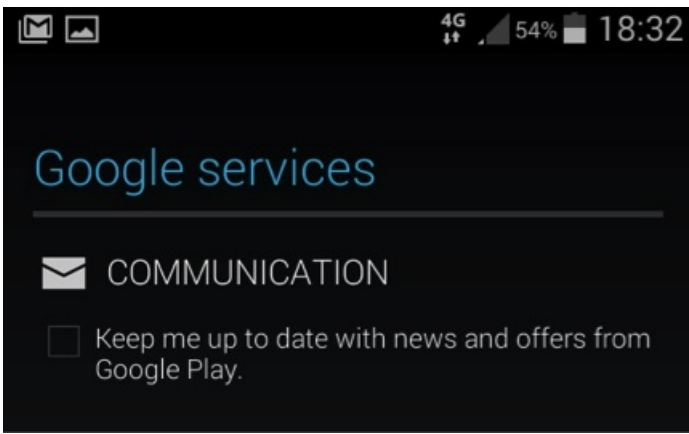 4G 54% 18:32
Google services
COMMUNICATION
Keep me up to date with news and offers from
Google Play.